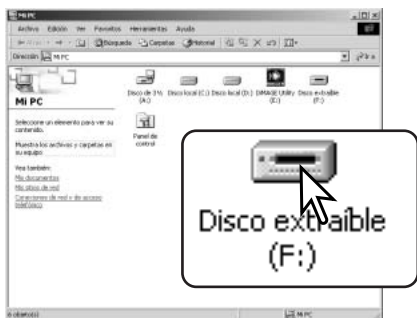 Mi PC
Archivo Edición Ver Favoritos Herramientas Ayuda
Búsqueda Carpetas Historial
Dirección Mi PC
Ir a
Mi PC
Seleccione un elemento para ver su contenido.
Muestra los archivos y carpetas en su equipo
Vea también:
Mis documentos
Mis sitios de red
Conexiones de red y de acceso telefónico
Disco de 3½ (A:)
Disco local (C:)
Disco local (D:)
DiMAGE Utility (E:)
Disco extraíble (F:)
Panel de control
Disco extraíble
(F:)
6 objeto(s)
Mi PC